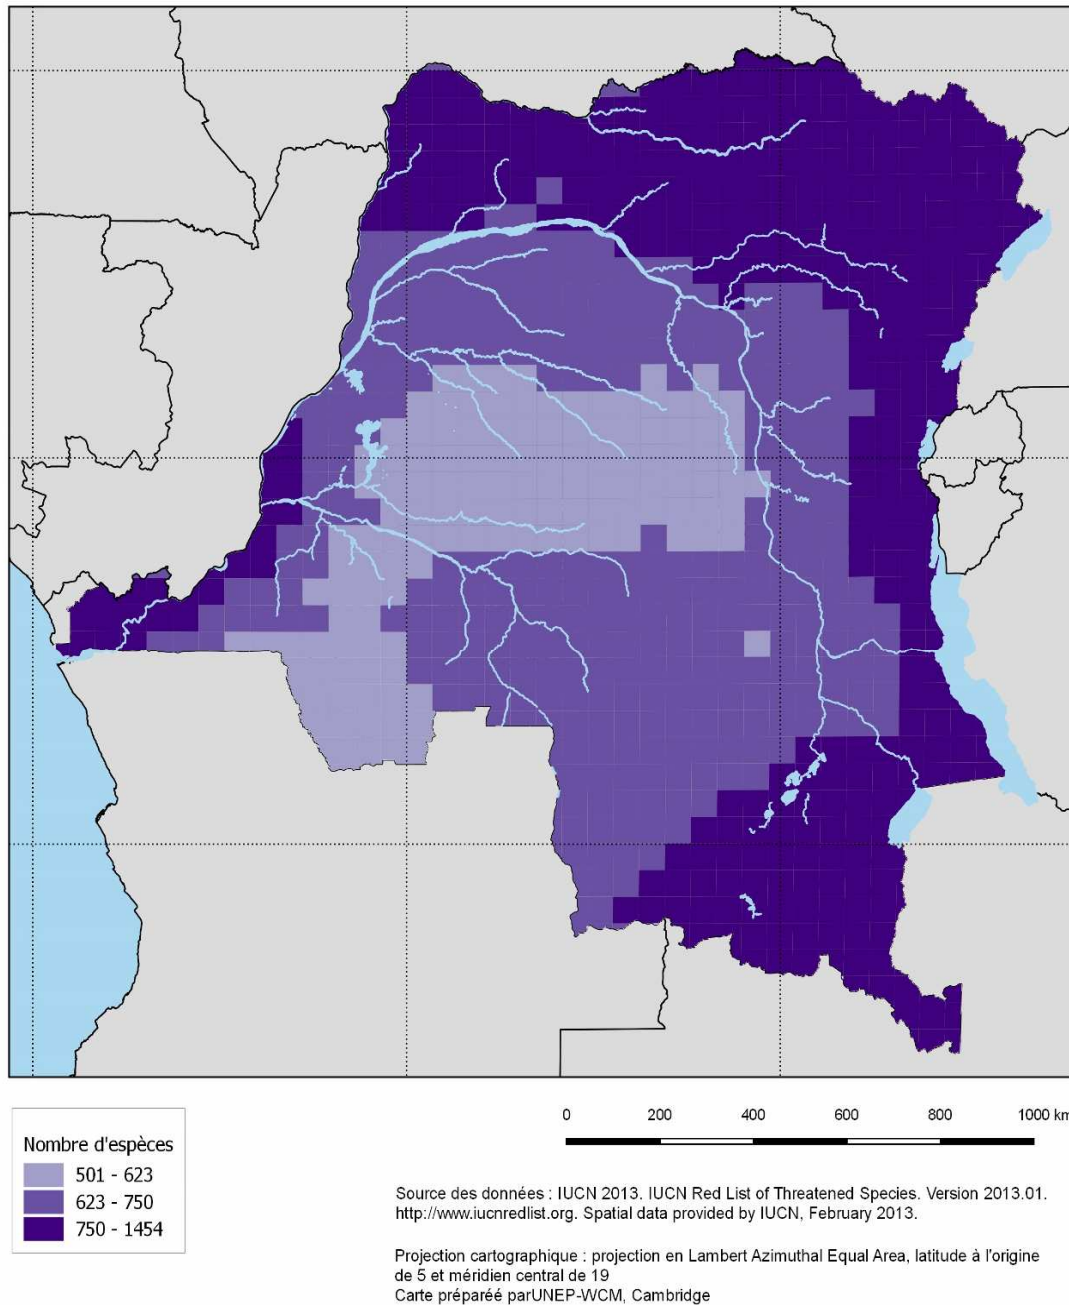 Nombre d'espèces
501 - 623
623 - 750
750 - 1454
0 200 400 600 800 1000 km
Source des données : IUCN 2013. IUCN Red List of Threatened Species. Version 2013.01.
http://www.iucnredlist.org. Spatial data provided by IUCN, February 2013.
Projection cartographique : projection en Lambert Azimuthal Equal Area, latitude à l'origine
de 5 et méridien central de 19
Carte préparéé parUNEP-WCM, Cambridge